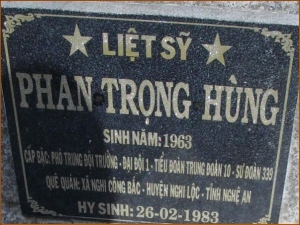 LIỆT SỸ
PHAN TRỌNG HÙNG
SINH NĂM: 1963
CẤP BẬC: PHÓ TRUNG ĐỘI TRƯỞNG - ĐẠI ĐỘI 1 - TIỂU ĐOÀN TRUNG ĐOÀN 10 - SƯ ĐOÀN 339
QUÊ QUÁN: XÃ NGHI CÔNG BẮC - HUYỆN NGHI LỘC - TỈNH NGHỆ AN
HY SINH: 26-02-1983